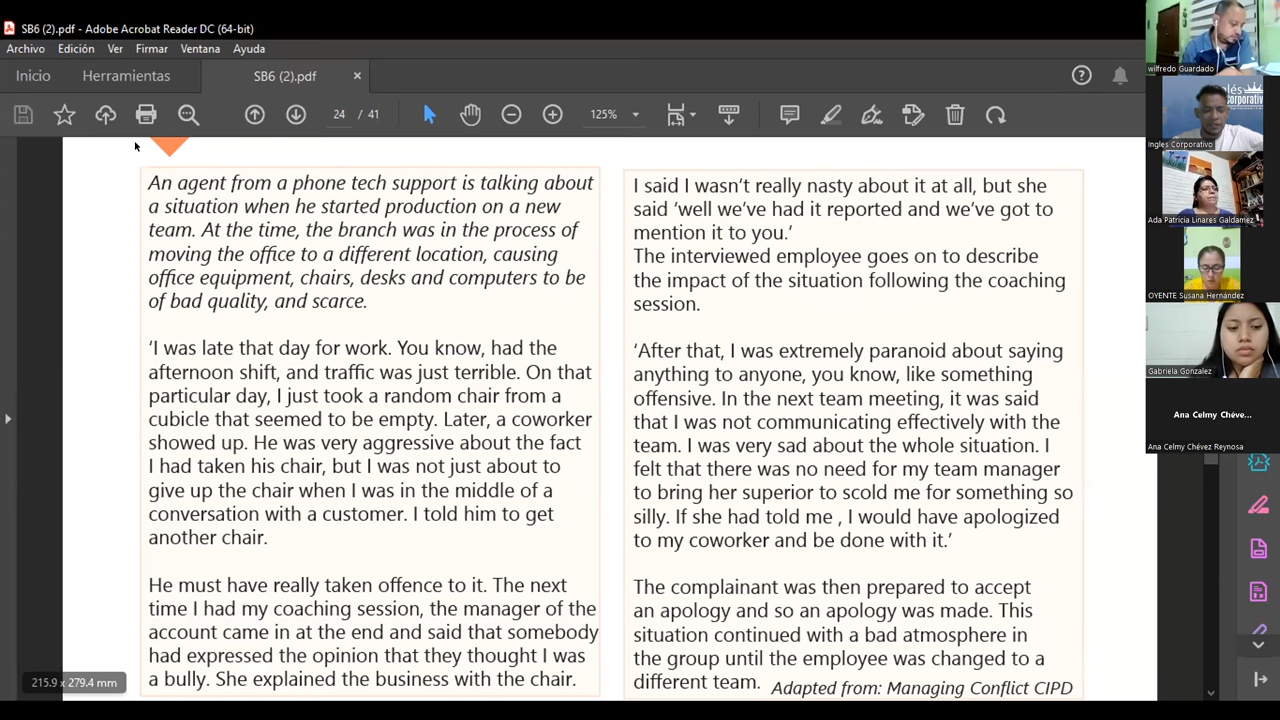 SB6 (2).pdf - Adobe Acrobat Reader DC (64-bit)
Archivo Edición Ver Firmar Ventana Ayuda
Inicio Herramientas SB6 (2).pdf ×
24 / 41 125%
An agent from a phone tech support is talking about
a situation when he started production on a new
team. At the time, the branch was in the process of
moving the office to a different location, causing
office equipment, chairs, desks and computers to be
of bad quality, and scarce.
‘I was late that day for work. You know, had the
afternoon shift, and traffic was just terrible. On that
particular day, I just took a random chair from a
cubicle that seemed to be empty. Later, a coworker
showed up. He was very aggressive about the fact
I had taken his chair, but I was not just about to
give up the chair when I was in the middle of a
conversation with a customer. I told him to get
another chair.
He must have really taken offence to it. The next
time I had my coaching session, the manager of the
account came in at the end and said that somebody
had expressed the opinion that they thought I was
a bully. She explained the business with the chair.
215.9 x 279.4 mm
I said I wasn’t really nasty about it at all, but she
said ‘well we’ve had it reported and we’ve got to
mention it to you.’
The interviewed employee goes on to describe
the impact of the situation following the coaching
session.
‘After that, I was extremely paranoid about saying
anything to anyone, you know, like something
offensive. In the next team meeting, it was said
that I was not communicating effectively with the
team. I was very sad about the whole situation. I
felt that there was no need for my team manager
to bring her superior to scold me for something so
silly. If she had told me , I would have apologized
to my coworker and be done with it.’
The complainant was then prepared to accept
an apology and so an apology was made. This
situation continued with a bad atmosphere in
the group until the employee was changed to a
different team.
Adapted from: Managing Conflict CIPD
wilfredo Guardado
Ingles Corporativo
Ada Patricia Linares Galdamez
OYENTE Susana Hernández
Gabriela Gonzalez
Ana Celmy Chéve...
Ana Celmy Chévez Reynosa